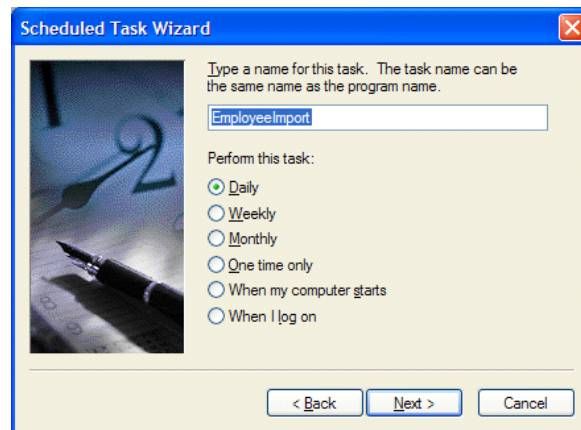 Scheduled Task Wizard
Type a name for this task. The task name can be
the same name as the program name.
EmployeeImport
Perform this task:
Daily
Weekly
Monthly
One time only
When my computer starts
When I log on
< Back
Next >
Cancel
2